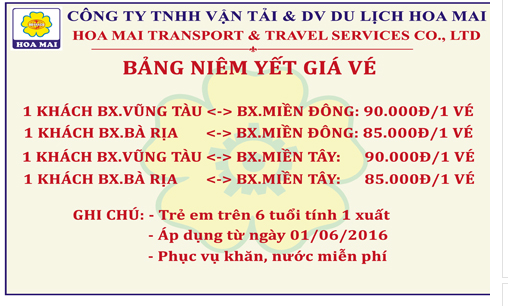 CÔNG TY TNHH VẬN TẢI & DV DU LỊCH HOA MAI
HOA MAI
HOA MAI TRANSPORT & TRAVEL SERVICES CO., LTD
BẢNG NIÊM YẾT GIÁ VÉ
1 KHÁCH BX.VŨNG TÀU <-> BX.MIỀN ĐÔNG: 90.000Đ/1 VÉ
1 KHÁCH BX.BÀ RỊA <-> BX.MIỀN ĐÔNG: 85.000Đ/1 VÉ
1 KHÁCH BX.VŨNG TÀU <-> BX.MIỀN TÂY: 90.000Đ/1 VÉ
1 KHÁCH BX.BÀ RỊA <-> BX.MIỀN TÂY: 85.000Đ/1 VÉ
GHI CHÚ: - Trẻ em trên 6 tuổi tính 1 xuất
- Áp dụng từ ngày 01/06/2016
- Phục vụ khăn, nước miễn phí